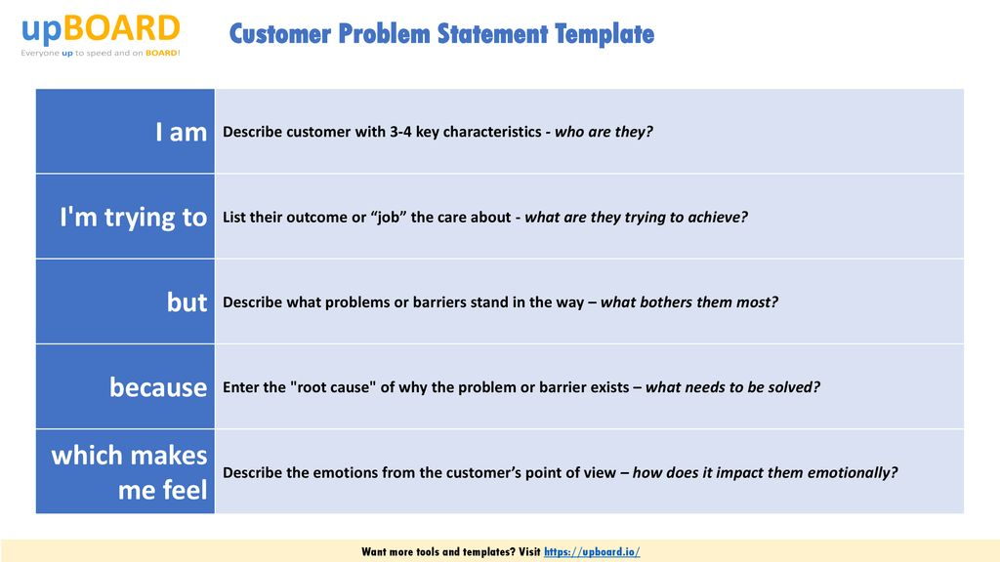 upBOARD
Everyone up to speed and on BOARD!
Customer Problem Statement Template
I am
Describe customer with 3-4 key characteristics - who are they?
I'm trying to
List their outcome or “job” the care about - what are they trying to achieve?
but
Describe what problems or barriers stand in the way – what bothers them most?
because
Enter the "root cause" of why the problem or barrier exists – what needs to be solved?
which makes
me feel
Describe the emotions from the customer’s point of view – how does it impact them emotionally?
Want more tools and templates? Visit https://upboard.io/